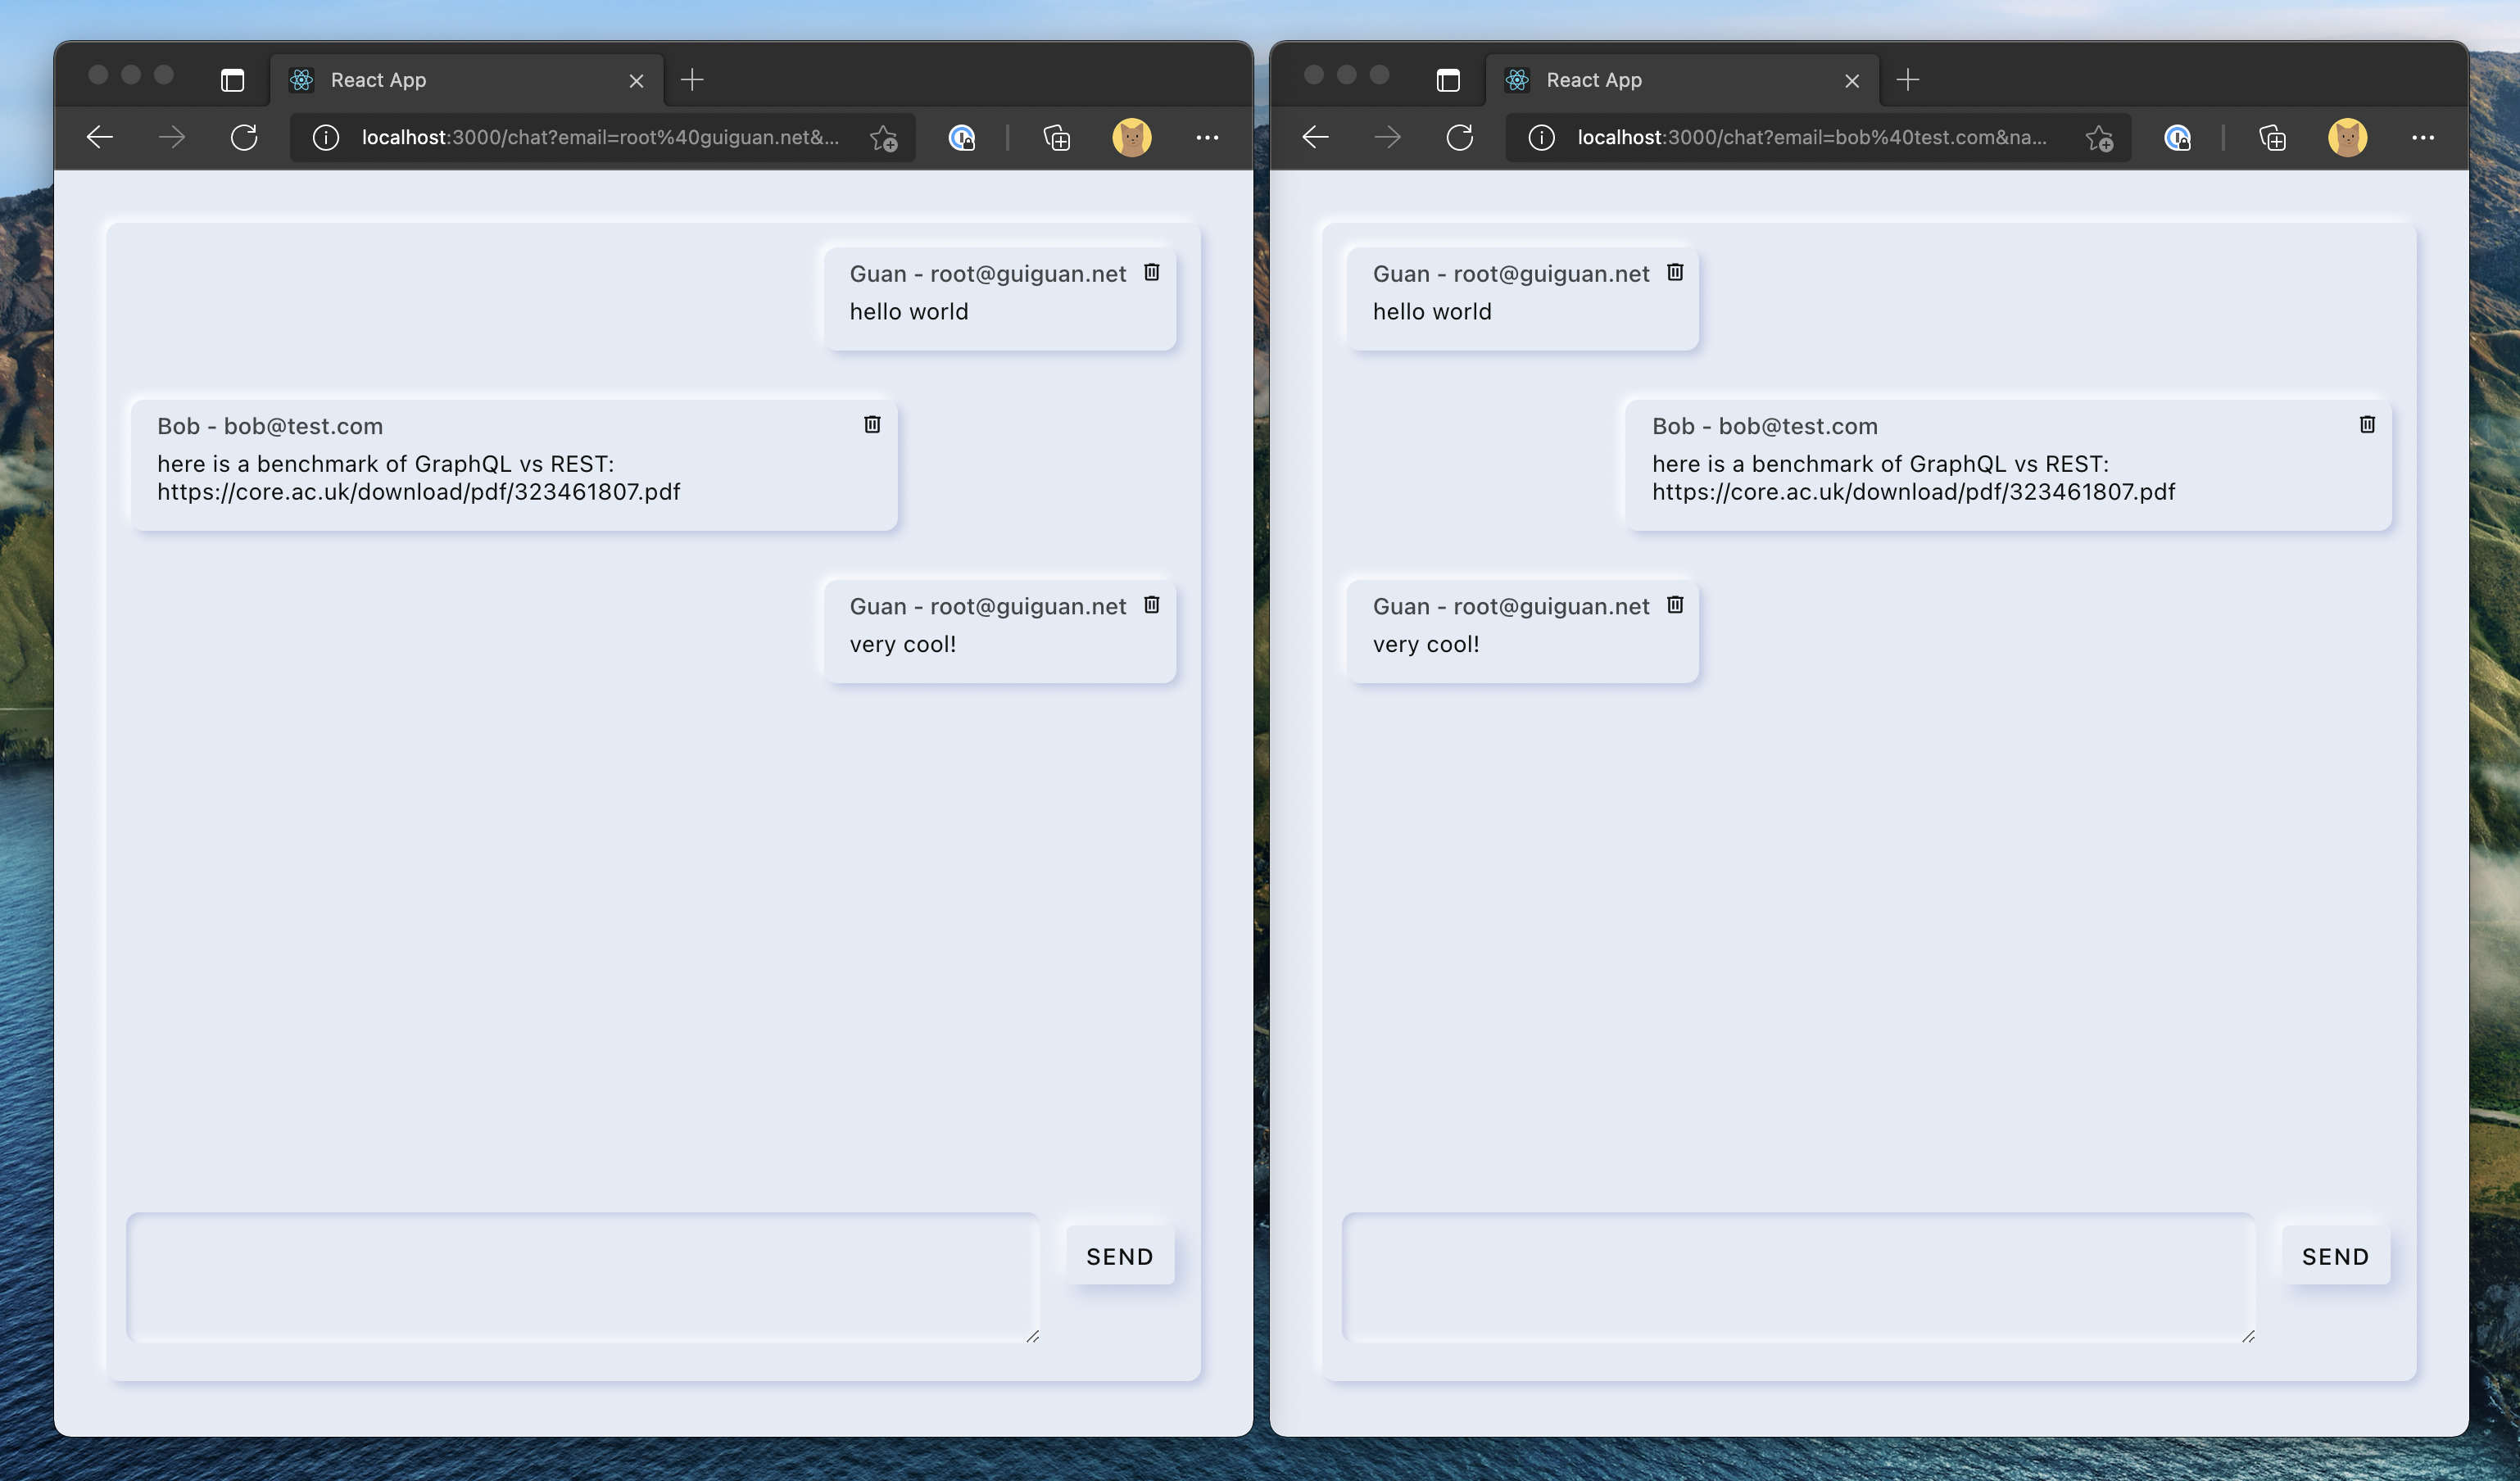 React App
localhost:3000/chat?email=root%40guiguan.net&...
Guan - root@guiguan.net
hello world
Bob - bob@test.com
here is a benchmark of GraphQL vs REST:
https://core.ac.uk/download/pdf/323461807.pdf
Guan - root@guiguan.net
very cool!
SEND
React App
localhost:3000/chat?email=bob%40test.com&na...
Guan - root@guiguan.net
hello world
Bob - bob@test.com
here is a benchmark of GraphQL vs REST:
https://core.ac.uk/download/pdf/323461807.pdf
Guan - root@guiguan.net
very cool!
SEND